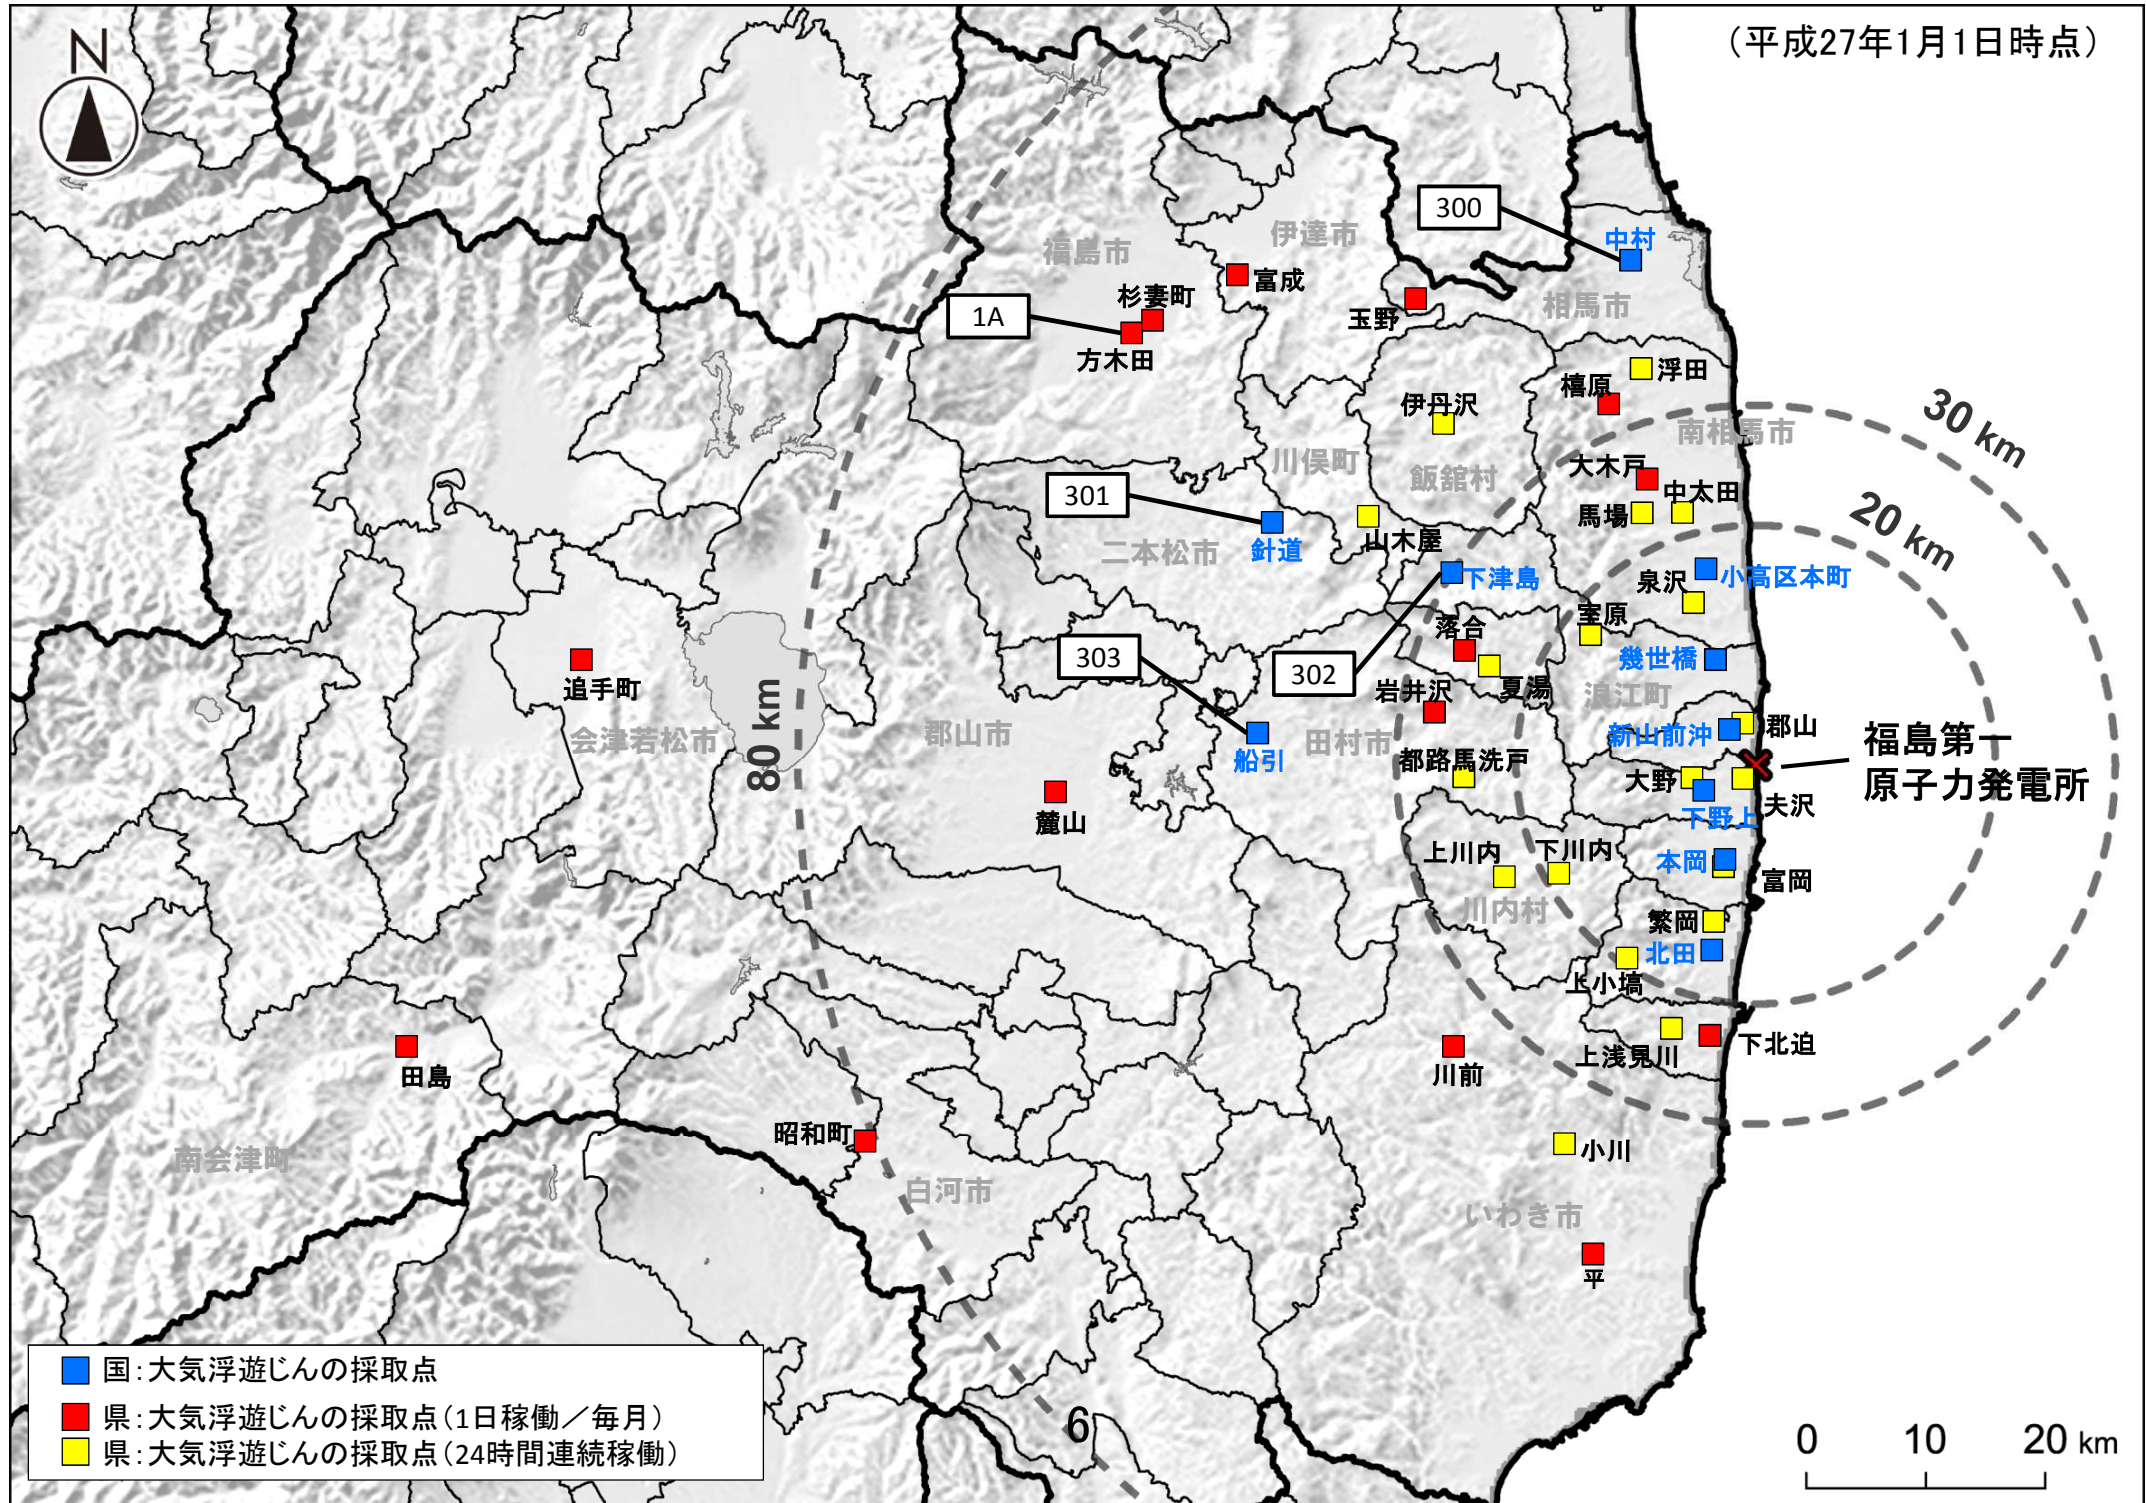 N
（平成27年1月1日時点）
300
中村
伊達市
福島市
富成
相馬市
杉妻町
1A
玉野
方木田
浮田
橲原
30 km
伊丹沢
南相馬市
川俣町
大木戸
飯舘村
中太田
20 km
301
馬場
針道
山木屋
二本松市
下津島
泉沢
小高区本町
室原
落合
303
302
幾世橋
追手町
岩井沢
夏湯
浪江町
80 km
会津若松市
郡山市
田村市
新山前沖
郡山
福島第一
原子力発電所
船引
都路馬洗戸
大野
夫沢
麓山
下野上
上川内
下川内
本岡
富岡
川内村
繁岡
北田
上小塙
上浅見川
下北迫
田島
川前
昭和町
小川
南会津町
白河市
いわき市
平
国：大気浮遊じんの採取点
県：大気浮遊じんの採取点（1日稼働／毎月）
県：大気浮遊じんの採取点（24時間連続稼働）
6
0 10 20 km